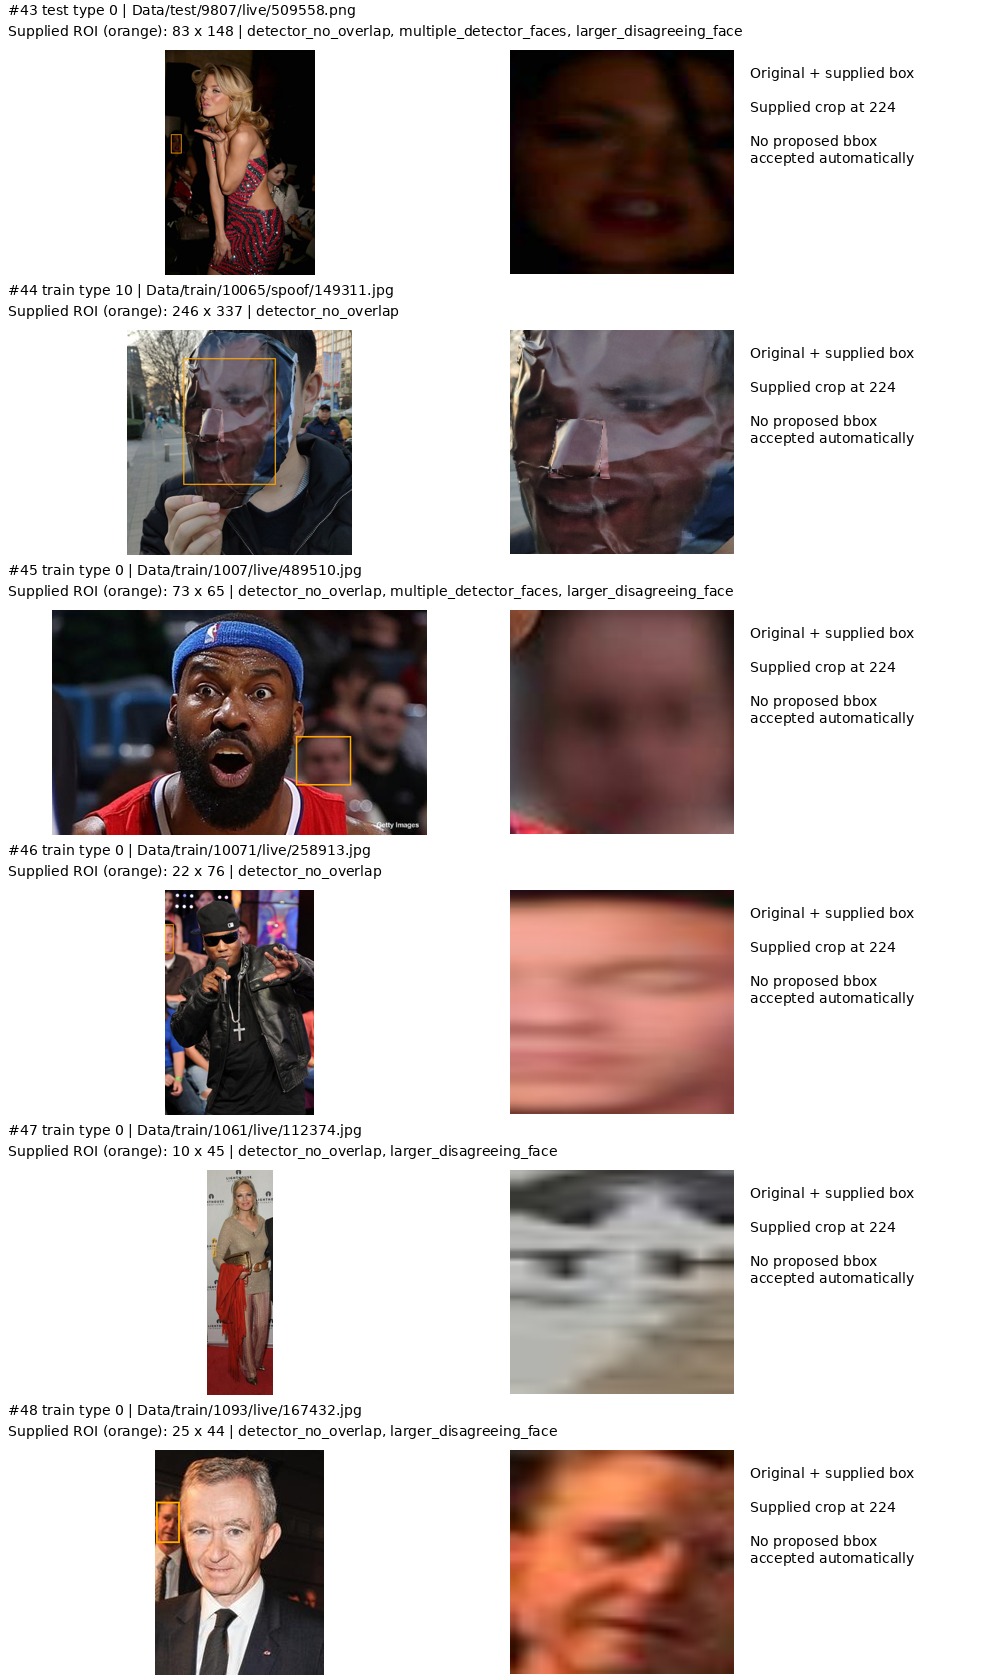 #43 test type 0 | Data/test/9807/live/509558.png
Supplied ROI (orange): 83 x 148 | detector_no_overlap, multiple_detector_faces, larger_disagreeing_face
Original + supplied box
Supplied crop at 224
No proposed bbox
accepted automatically
#44 train type 10 | Data/train/10065/spoof/149311.jpg
Supplied ROI (orange): 246 x 337 | detector_no_overlap
Original + supplied box
Supplied crop at 224
No proposed bbox
accepted automatically
#45 train type 0 | Data/train/1007/live/489510.jpg
Supplied ROI (orange): 73 x 65 | detector_no_overlap, multiple_detector_faces, larger_disagreeing_face
Original + supplied box
Supplied crop at 224
No proposed bbox
accepted automatically
Getty Images
#46 train type 0 | Data/train/10071/live/258913.jpg
Supplied ROI (orange): 22 x 76 | detector_no_overlap
Original + supplied box
Supplied crop at 224
No proposed bbox
accepted automatically
#47 train type 0 | Data/train/1061/live/112374.jpg
Supplied ROI (orange): 10 x 45 | detector_no_overlap, larger_disagreeing_face
Original + supplied box
Supplied crop at 224
No proposed bbox
accepted automatically
#48 train type 0 | Data/train/1093/live/167432.jpg
Supplied ROI (orange): 25 x 44 | detector_no_overlap, larger_disagreeing_face
Original + supplied box
Supplied crop at 224
No proposed bbox
accepted automatically